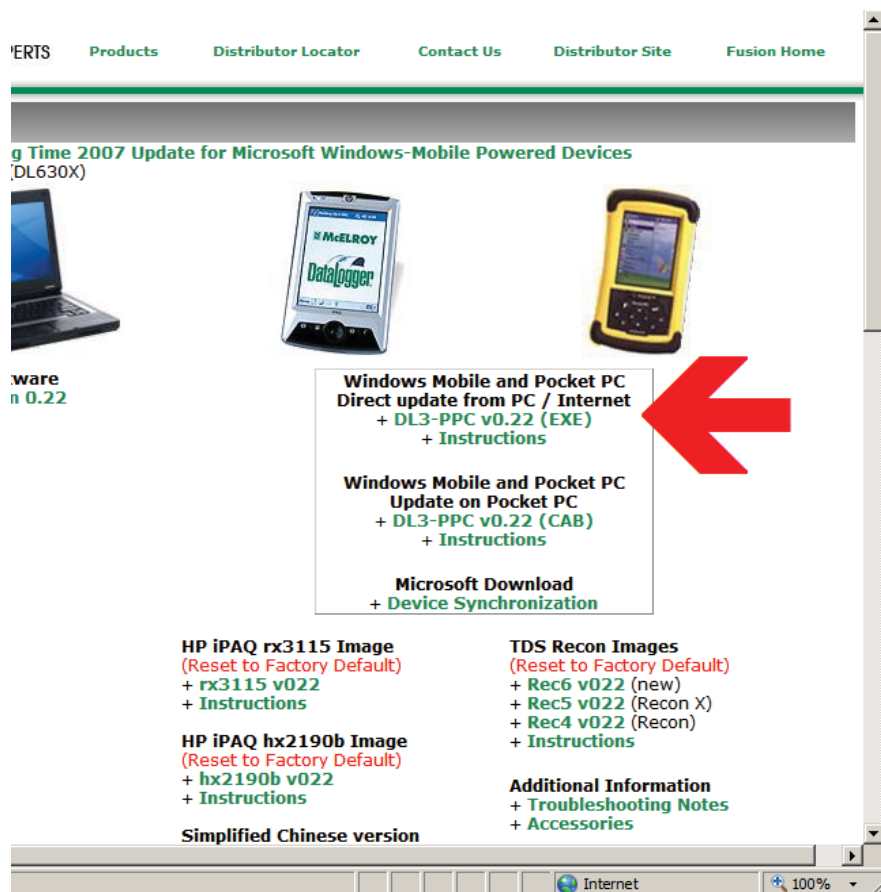 PERTS Products Distributor Locator Contact Us Distributor Site Fusion Home
g Time 2007 Update for Microsoft Windows-Mobile Powered Devices
(DL630X)
McELROY
DataLogger
tware
n 0.22
Windows Mobile and Pocket PC
Direct update from PC / Internet
+ DL3-PPC v0.22 (EXE)
+ Instructions
Windows Mobile and Pocket PC
Update on Pocket PC
+ DL3-PPC v0.22 (CAB)
+ Instructions
Microsoft Download
+ Device Synchronization
HP iPAQ rx3115 Image
(Reset to Factory Default)
+ rx3115 v022
+ Instructions
HP iPAQ hx2190b Image
(Reset to Factory Default)
+ hx2190b v022
+ Instructions
Simplified Chinese version
TDS Recon Images
(Reset to Factory Default)
+ Rec6 v022 (new)
+ Rec5 v022 (Recon X)
+ Rec4 v022 (Recon)
+ Instructions
Additional Information
+ Troubleshooting Notes
+ Accessories
Internet 100%